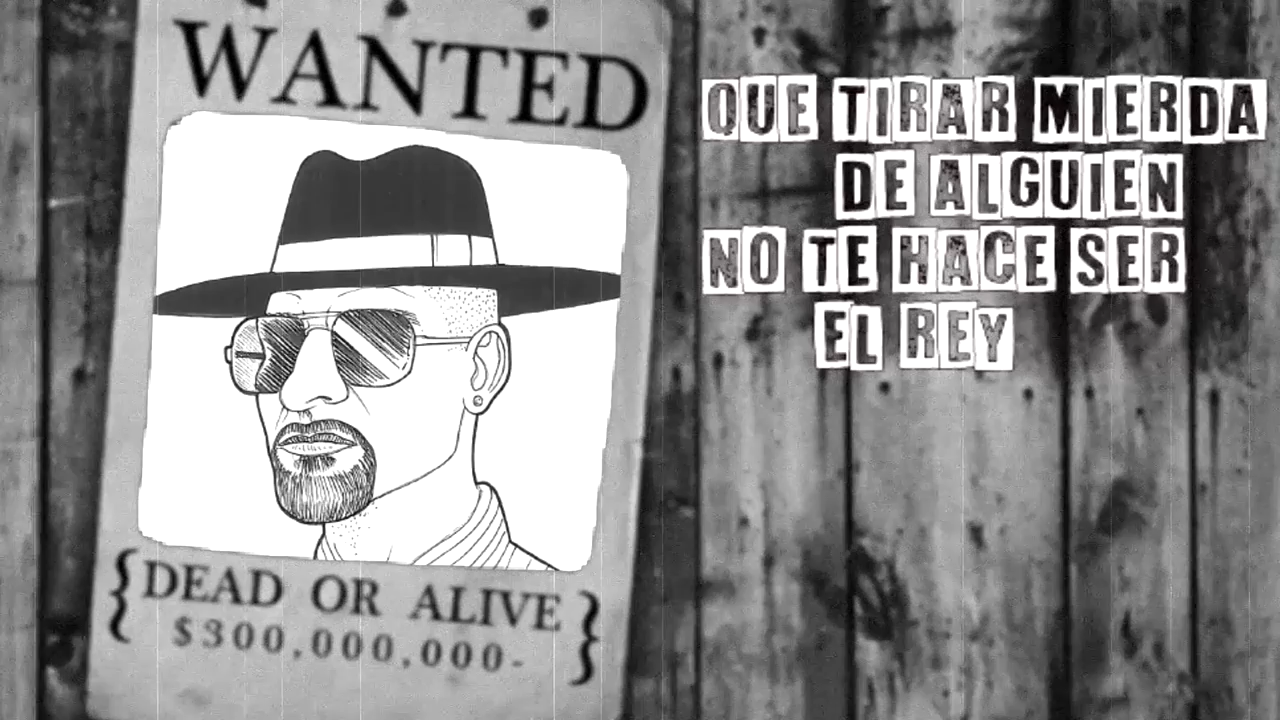 WANTED
DEAD OR ALIVE
$300,000,000-
QUE TIRAR MIERDA
DE ALGUIEN
NO TE HACE SER
EL REY